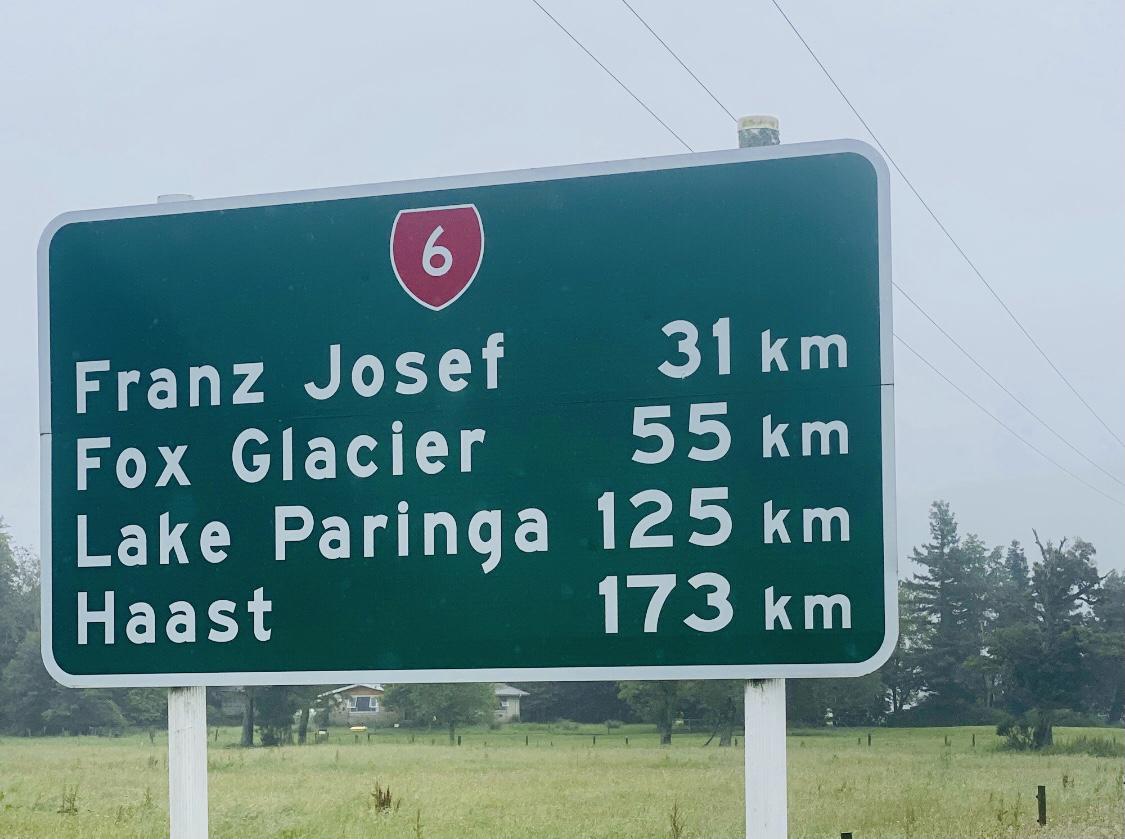 6
Franz Josef 31 km
Fox Glacier 55 km
Lake Paringa 125 km
Haast 173 km